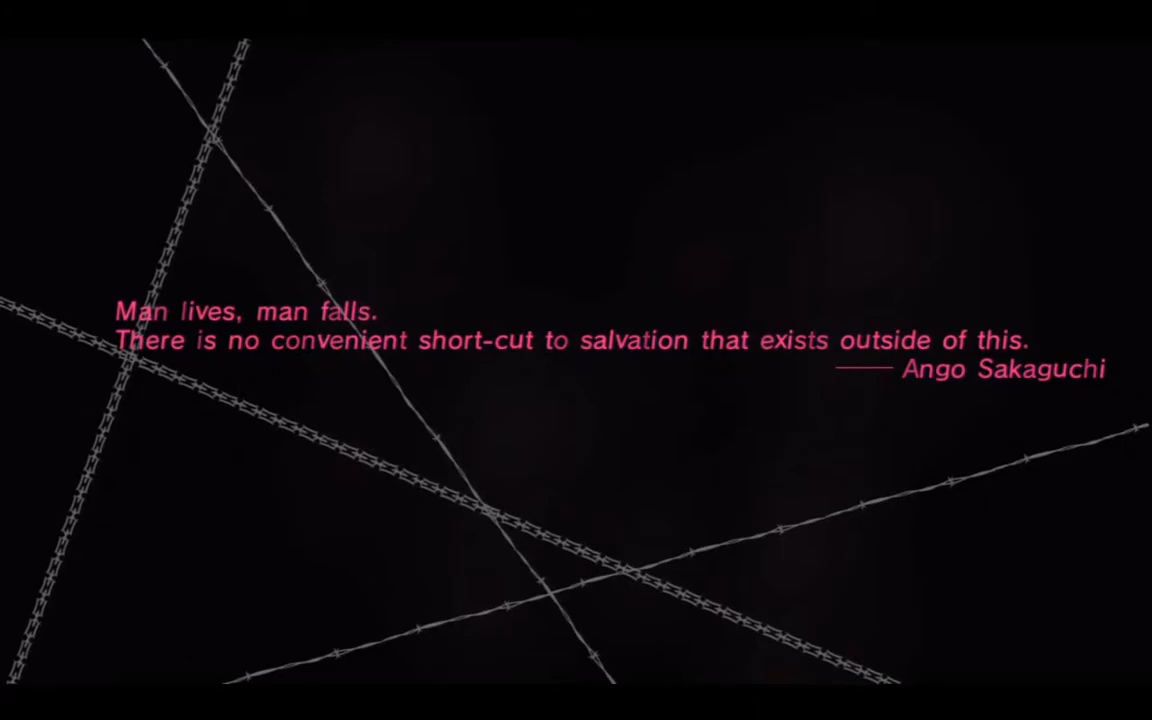 Man lives, man falls.
There is no convenient short-cut to salvation that exists outside of this.
—— Ango Sakaguchi